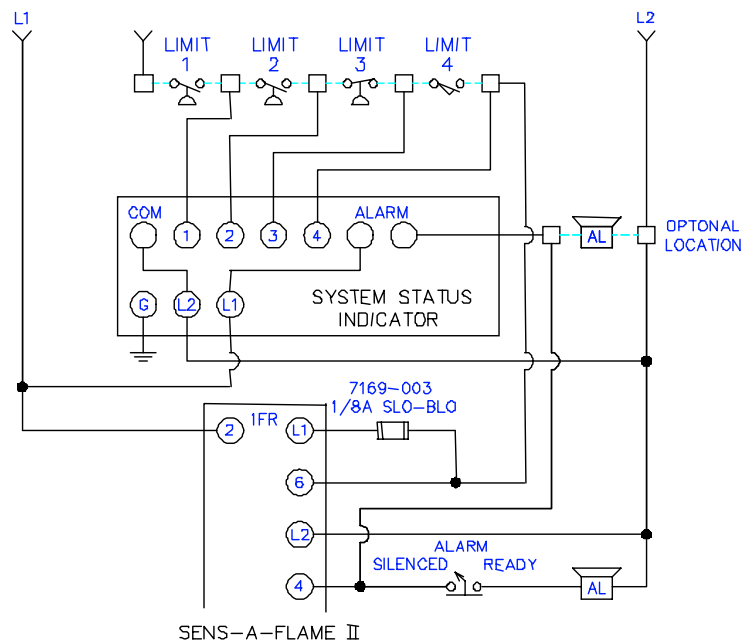 L1
L2
LIMIT 1
LIMIT 2
LIMIT 3
LIMIT 4
COM
ALARM
1
2
3
4
AL
OPTONAL
LOCATION
G
L2
L1
SYSTEM STATUS
INDICATOR
7169-003
1/8A SLO-BLO
2
1FR
L1
6
L2
ALARM
SILENCED
READY
4
AL
SENS-A-FLAME II